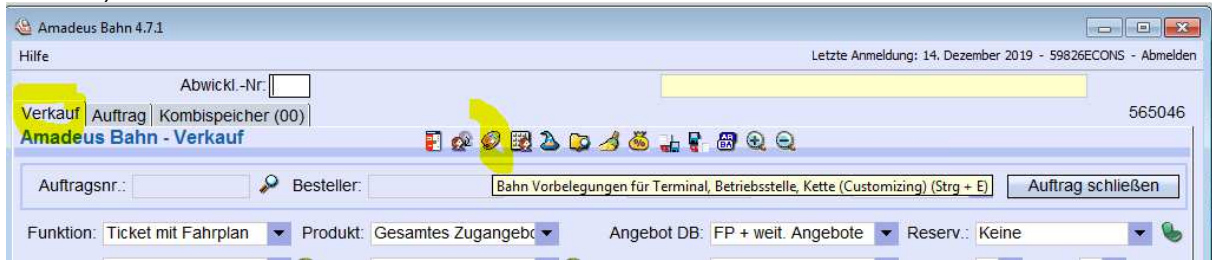 Amadeus Bahn 4.7.1
Hilfe Letzte Anmeldung: 14. Dezember 2019 - 59826ECONS - Abmelden
Abwickl.-Nr:
Verkauf Auftrag Kombispeicher (00) 565046
Amadeus Bahn - Verkauf
Auftragsnr.: Besteller: Bahn Vorbelegungen für Terminal, Betriebsstelle, Kette (Customizing) (Strg + E) Auftrag schließen
Funktion: Ticket mit Fahrplan Produkt: Gesamtes Zugangebo Angebot DB: FP + weit. Angebote Reserv.: Keine